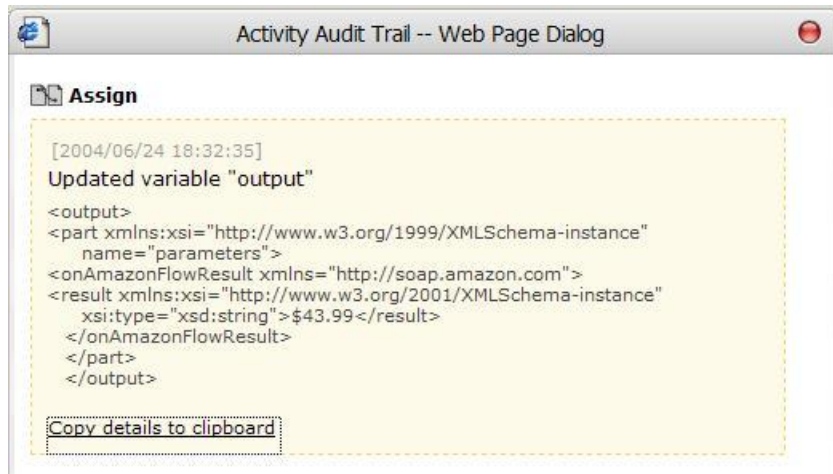 Activity Audit Trail -- Web Page Dialog
Assign
[2004/06/24 18:32:35]
Updated variable "output"
<output>
<part xmlns:xsi="http://www.w3.org/1999/XMLSchema-instance"
name="parameters">
<onAmazonFlowResult xmlns="http://soap.amazon.com">
<result xmlns:xsi="http://www.w3.org/2001/XMLSchema-instance"
xsi:type="xsd:string">$43.99</result>
</onAmazonFlowResult>
</part>
</output>
Copy details to clipboard